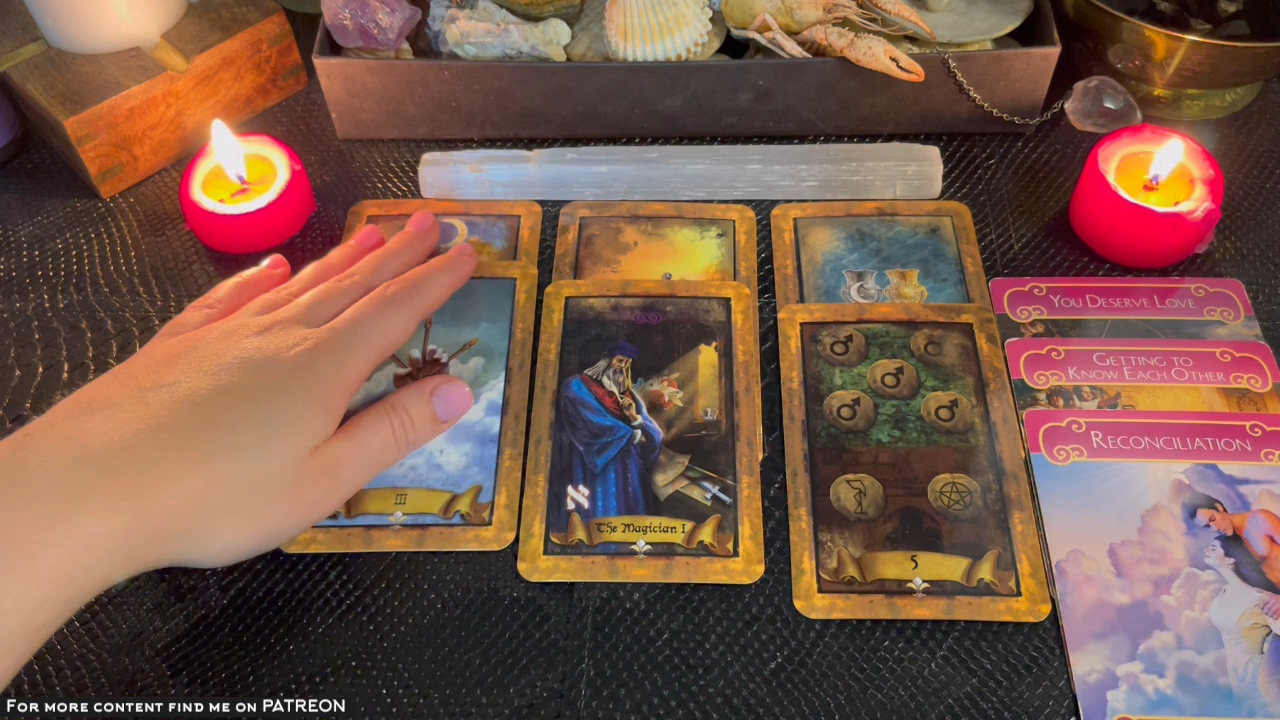 YOU DESERVE LOVE
GETTING TO
KNOW EACH OTHER
RECONCILIATION
III
The Magician I
א
5
FOR MORE CONTENT FIND ME ON PATREON